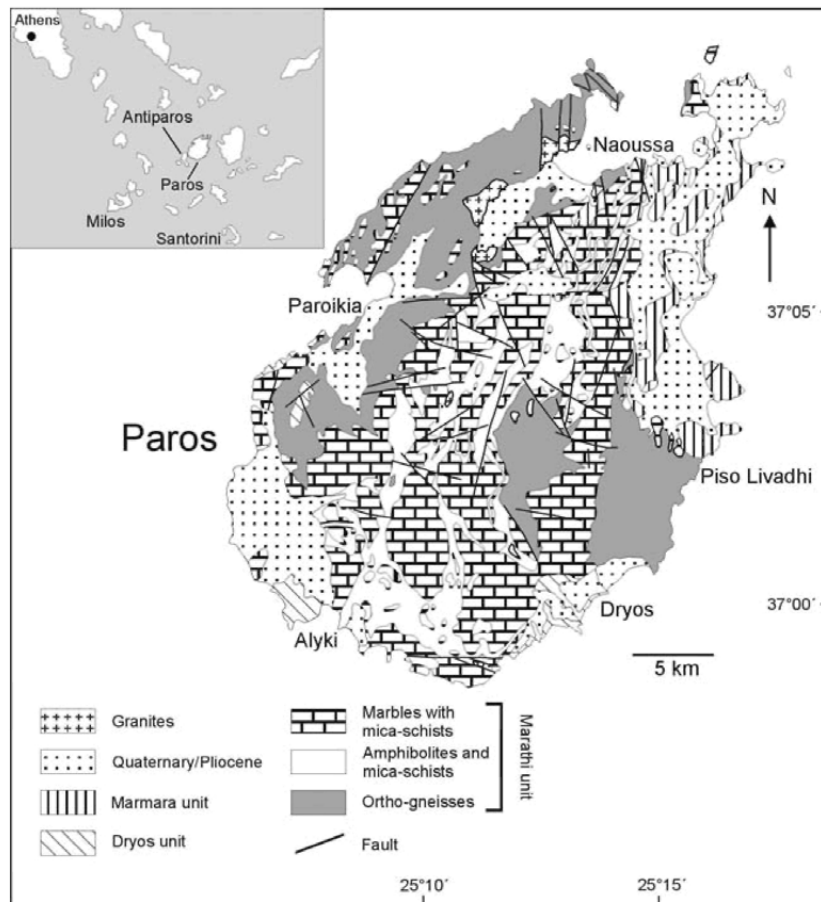 Athens
Antiparos
Paros
Milos
Santorini
Naoussa
N
Paroikia
37°05´
Paros
Piso Livadhi
Dryos
37°00´
Alyki
5 km
Granites
Quaternary/Pliocene
Marmara unit
Dryos unit
Marbles with
mica-schists
Amphibolites and
mica-schists
Ortho-gneisses
Fault
Marathi unit
25°10´
25°15´